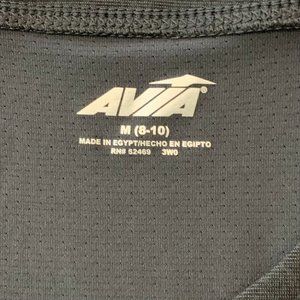 AVIA®
M (8-10)
MADE IN EGYPT/HECHO EN EGIPTO
RN# 52469 3W0